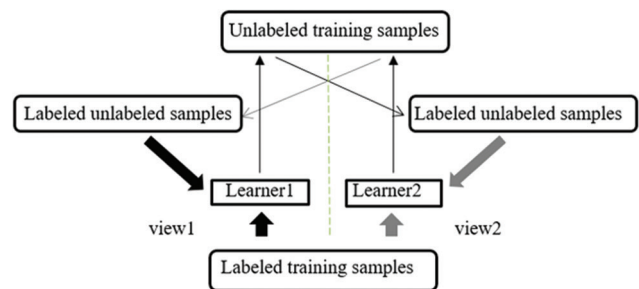 Unlabeled training samples
Labeled unlabeled samples
Labeled unlabeled samples
Learner1
Learner2
view1
view2
Labeled training samples